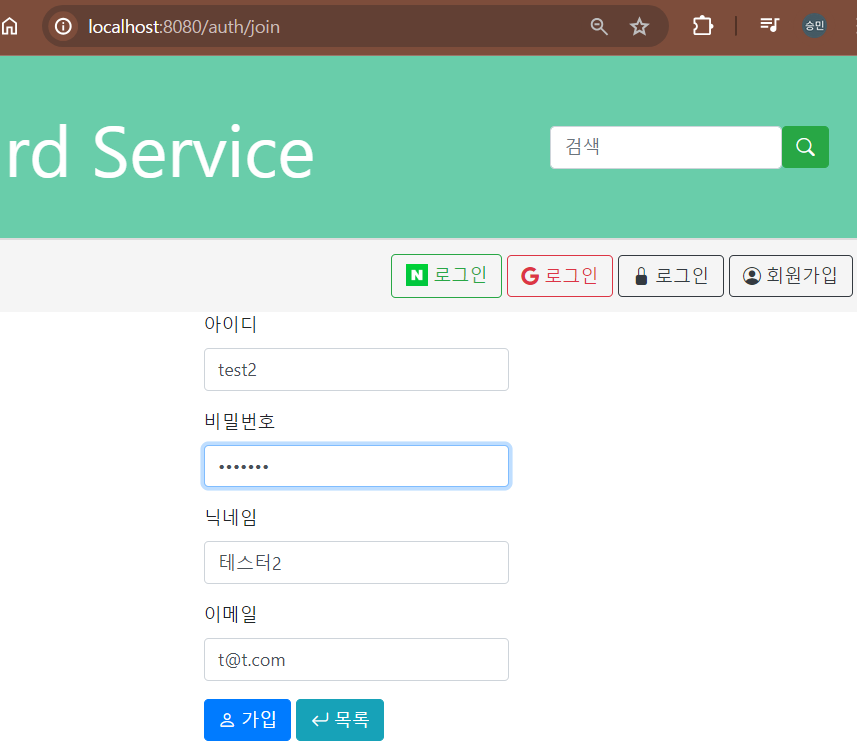 localhost:8080/auth/join
승민
rd Service
검색
N 로그인 G 로그인 로그인 회원가입
아이디
test2
비밀번호
•••••••
닉네임
테스터2
이메일
t@t.com
가입 목록